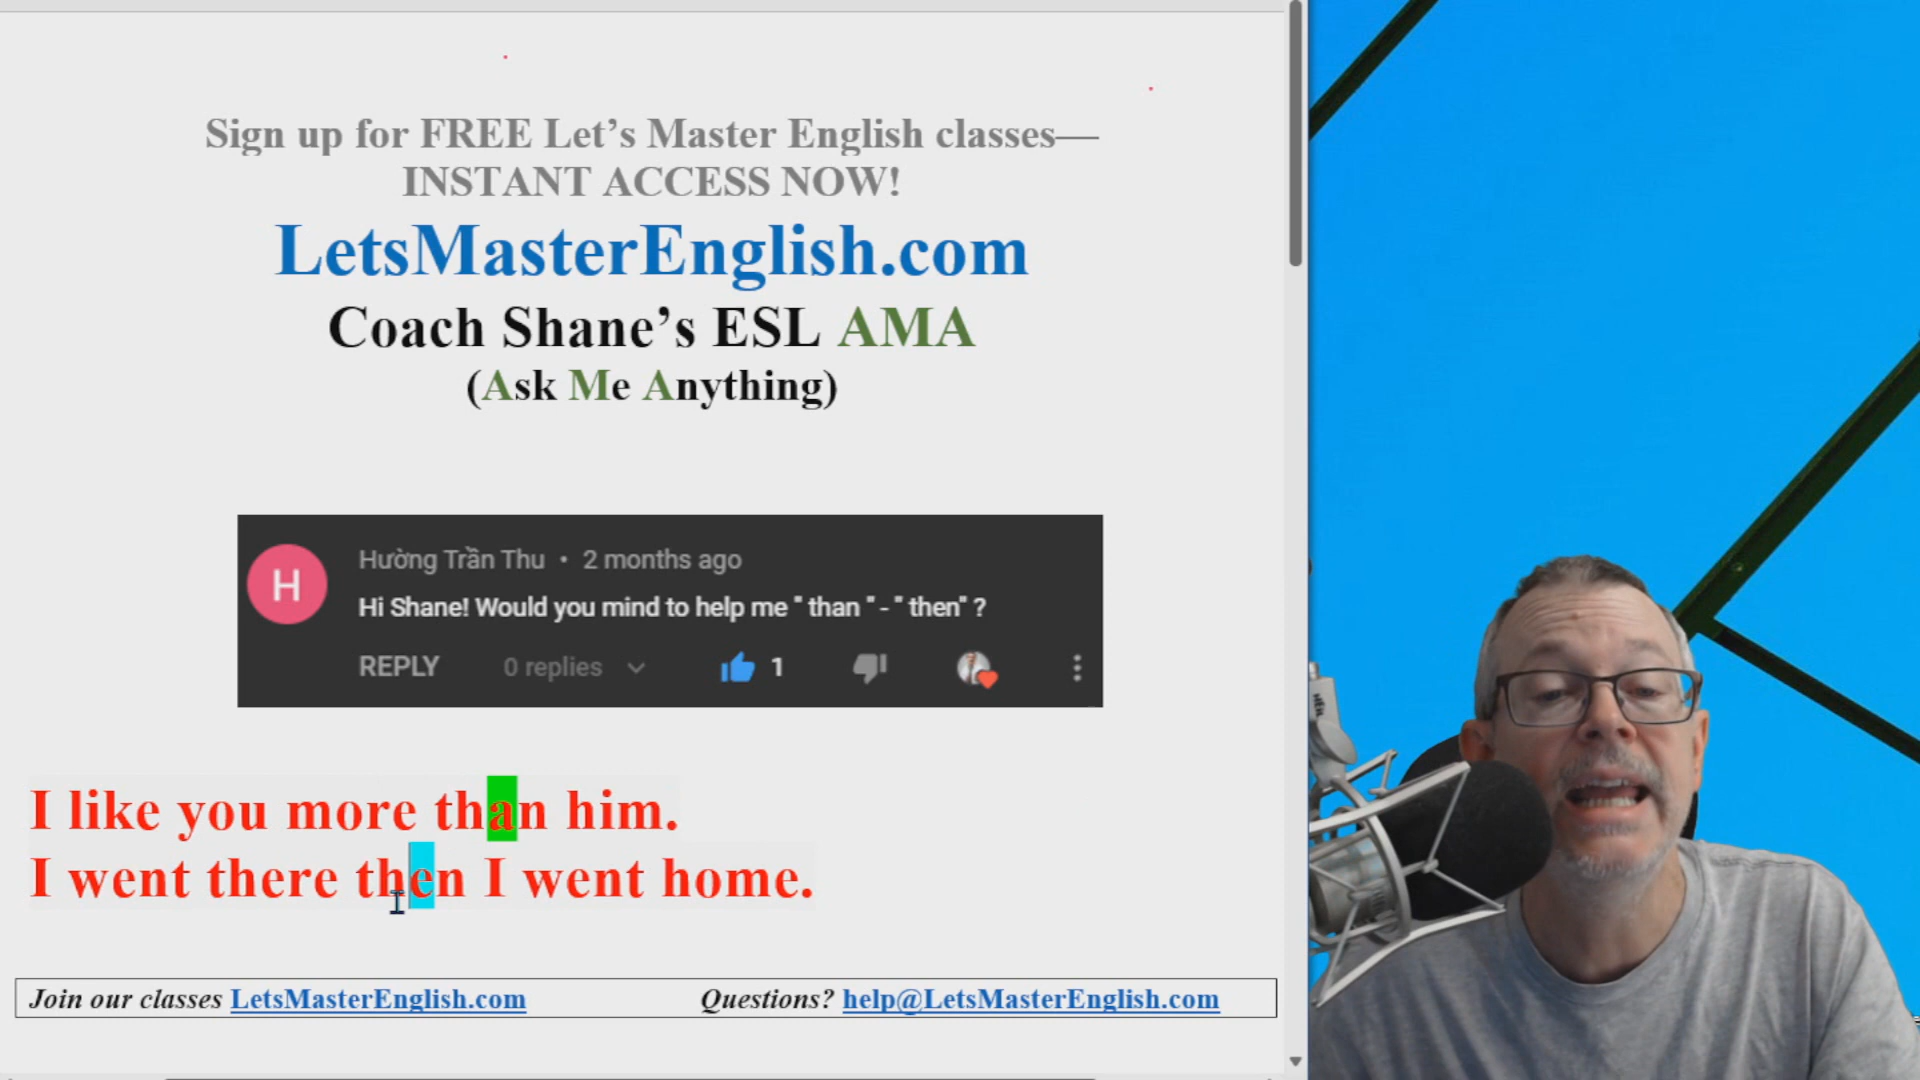 Sign up for FREE Let's Master English classes—
INSTANT ACCESS NOW!
LetsMasterEnglish.com
Coach Shane's ESL AMA
(Ask Me Anything)
H
Hường Trần Thu • 2 months ago
Hi Shane! Would you mind to help me " than " - " then" ?
REPLY 0 replies 1
I like you more than him.
I went there then I went home.
Join our classes LetsMasterEnglish.com Questions? help@LetsMasterEnglish.com